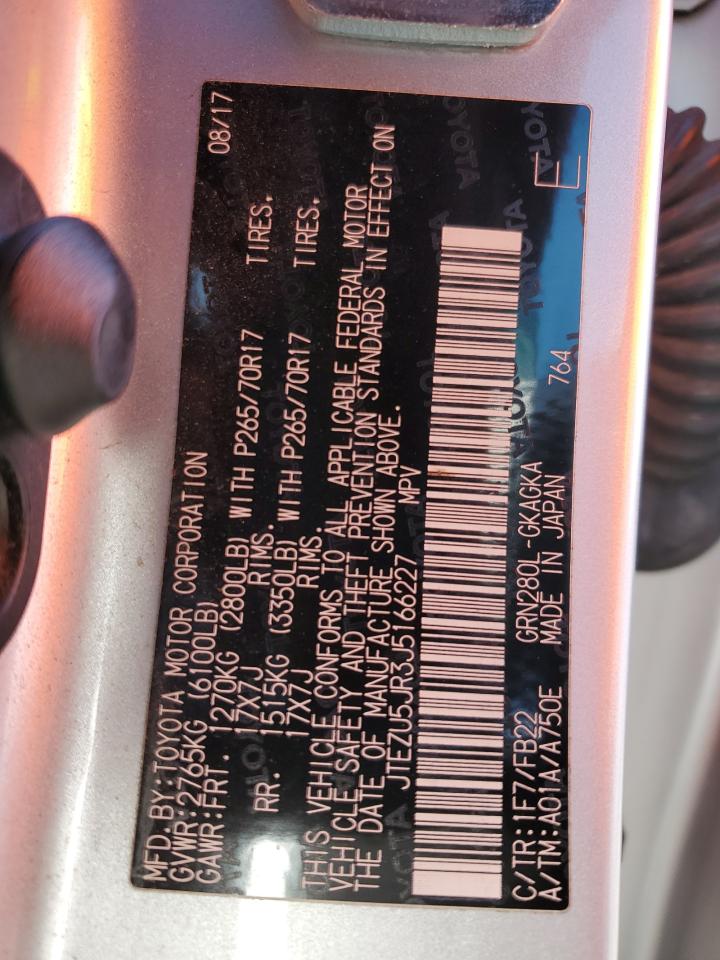 MFD. BY: TOYOTA MOTOR CORPORATION 08/17
GVWR: 2765KG (6100LB)
GAWR: FRT. 1270KG (2800LB) WITH P265/70R17 TIRES.
17X7J RIMS.
RR. 1515KG (3350LB) WITH P265/70R17 TIRES.
17X7J RIMS.
THIS VEHICLE CONFORMS TO ALL APPLICABLE FEDERAL MOTOR
VEHICLE SAFETY AND THEFT PREVENTION STANDARDS IN EFFECT ON
THE DATE OF MANUFACTURE SHOWN ABOVE.
JTEZU5JR3J5166227 MPV
C/TR: 1F7/FB22 GRN280L-GKAGKA 764
A/TM: A01A/A750E MADE IN JAPAN
E
TOYOTA